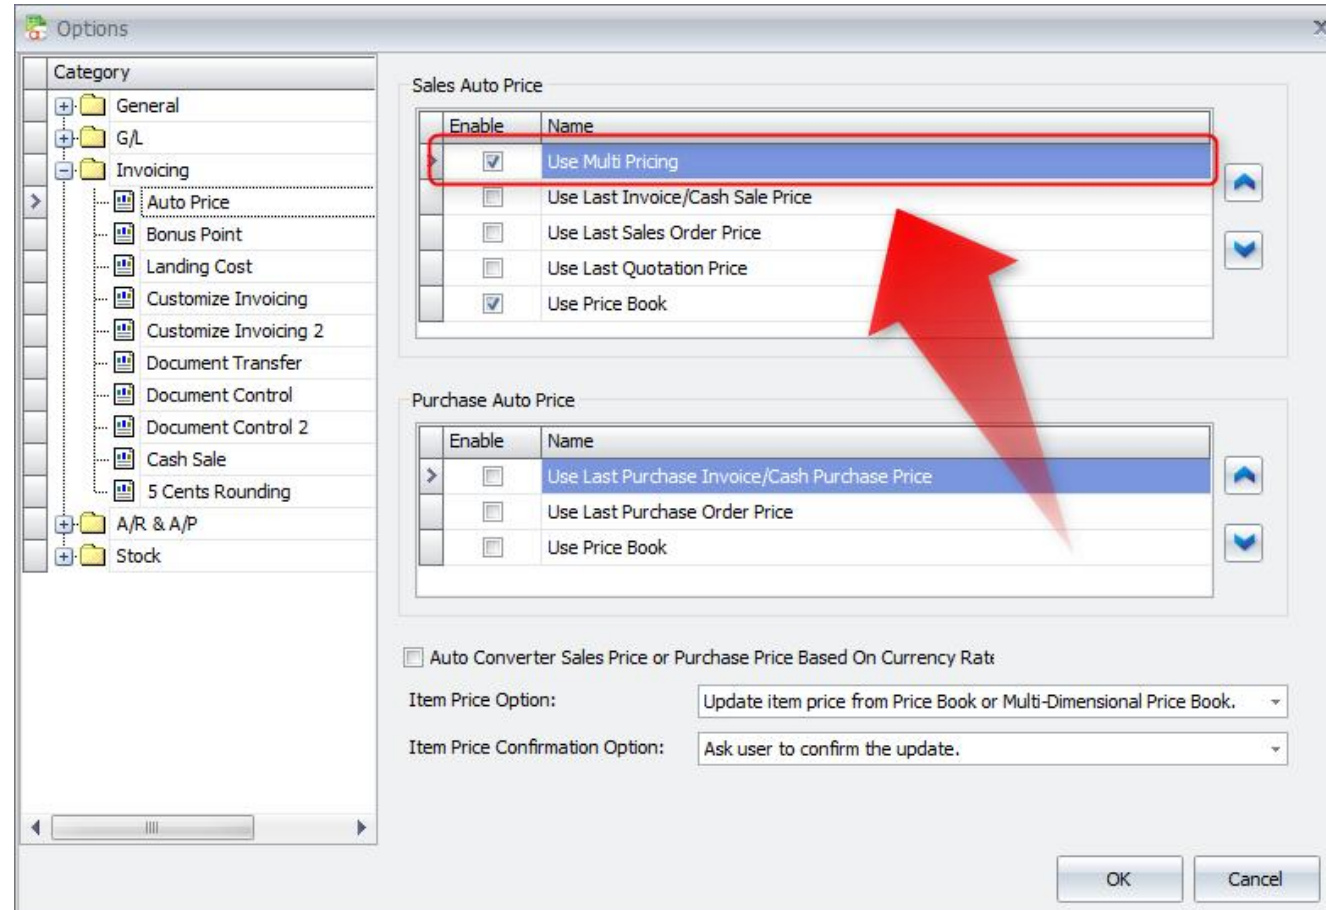 Options
Category
General
G/L
Invoicing
Auto Price
Bonus Point
Landing Cost
Customize Invoicing
Customize Invoicing 2
Document Transfer
Document Control
Document Control 2
Cash Sale
5 Cents Rounding
A/R & A/P
Stock
Sales Auto Price
Enable Name
Use Multi Pricing
Use Last Invoice/Cash Sale Price
Use Last Sales Order Price
Use Last Quotation Price
Use Price Book
Purchase Auto Price
Enable Name
Use Last Purchase Invoice/Cash Purchase Price
Use Last Purchase Order Price
Use Price Book
Auto Converter Sales Price or Purchase Price Based On Currency Rate
Item Price Option: Update item price from Price Book or Multi-Dimensional Price Book.
Item Price Confirmation Option: Ask user to confirm the update.
OK Cancel